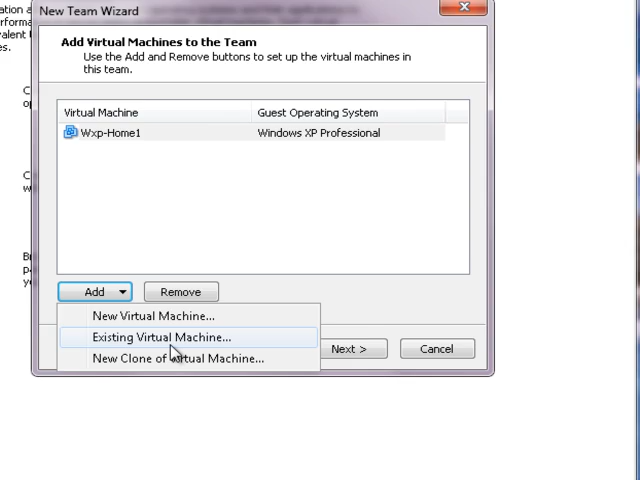 New Team Wizard
Add Virtual Machines to the Team
Use the Add and Remove buttons to set up the virtual machines in
this team.
Virtual Machine Guest Operating System
Wxp-Home1 Windows XP Professional
Add Remove
New Virtual Machine...
Existing Virtual Machine...
New Clone of Virtual Machine...
Next > Cancel